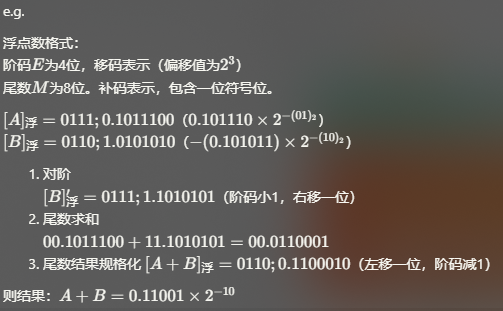 e.g.
浮点数格式：
阶码E为4位，移码表示（偏移值为2³）
尾数M为8位。补码表示，包含一位符号位。
[A]浮 = 0111; 0.1011100（0.101110 × 2^−(01)₂）
[B]浮 = 0110; 1.0101010（−(0.101011) × 2^−(10)₂）
1. 对阶
[B]′浮 = 0111; 1.1010101（阶码小1，右移一位）
2. 尾数求和
00.1011100 + 11.1010101 = 00.0110001
3. 尾数结果规格化 [A + B]浮 = 0110; 0.1100010（左移一位，阶码减1）
则结果：A + B = 0.11001 × 2^−10